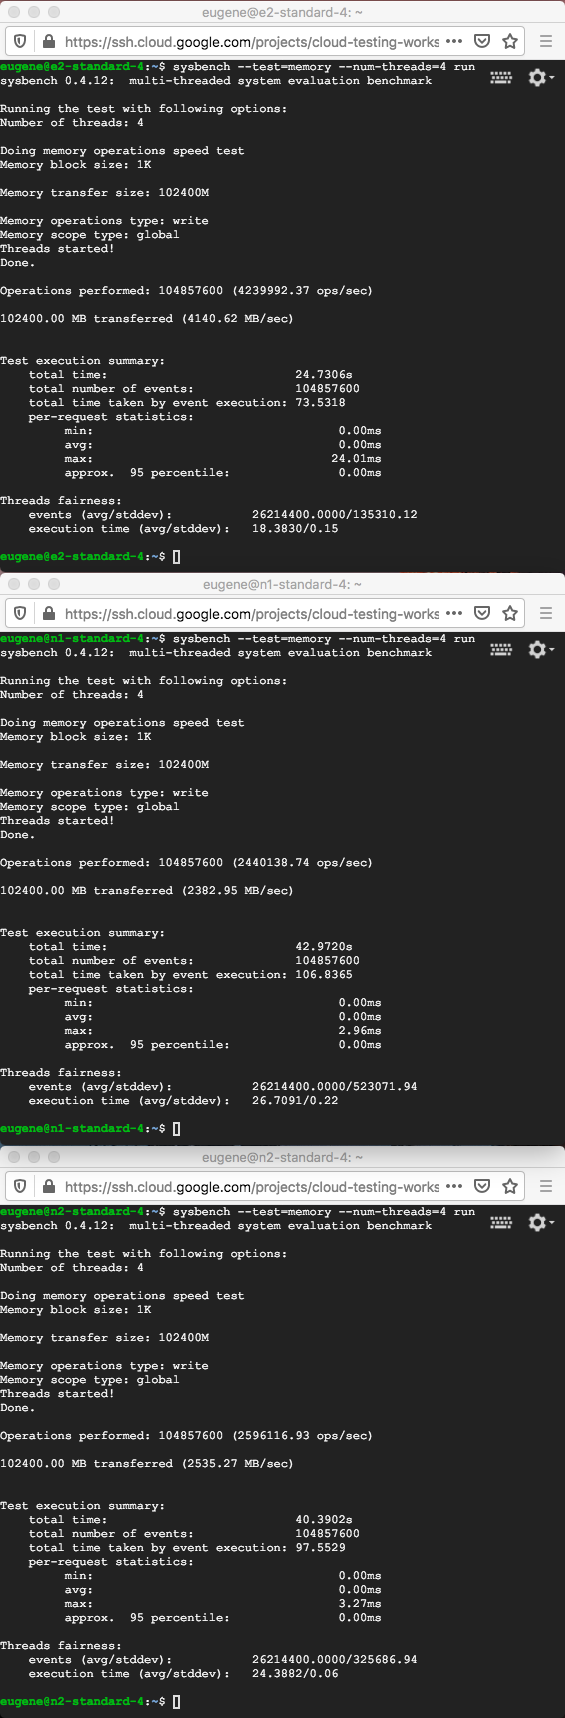 eugene@e2-standard-4: ~
https://ssh.cloud.google.com/projects/cloud-testing-works
eugene@e2-standard-4:~$ sysbench --test=memory --num-threads=4 run
sysbench 0.4.12:  multi-threaded system evaluation benchmark
Running the test with following options:
Number of threads: 4
Doing memory operations speed test
Memory block size: 1K
Memory transfer size: 102400M
Memory operations type: write
Memory scope type: global
Threads started!
Done.
Operations performed: 104857600 (4239992.37 ops/sec)
102400.00 MB transferred (4140.62 MB/sec)
Test execution summary:
total time: 24.7306s
total number of events: 104857600
total time taken by event execution: 73.5318
per-request statistics:
min: 0.00ms
avg: 0.00ms
max: 24.01ms
approx.  95 percentile: 0.00ms
Threads fairness:
events (avg/stddev): 26214400.0000/135310.12
execution time (avg/stddev): 18.3830/0.15
eugene@e2-standard-4:~$
eugene@n1-standard-4: ~
https://ssh.cloud.google.com/projects/cloud-testing-works
eugene@n1-standard-4:~$ sysbench --test=memory --num-threads=4 run
sysbench 0.4.12:  multi-threaded system evaluation benchmark
Running the test with following options:
Number of threads: 4
Doing memory operations speed test
Memory block size: 1K
Memory transfer size: 102400M
Memory operations type: write
Memory scope type: global
Threads started!
Done.
Operations performed: 104857600 (2440138.74 ops/sec)
102400.00 MB transferred (2382.95 MB/sec)
Test execution summary:
total time: 42.9720s
total number of events: 104857600
total time taken by event execution: 106.8365
per-request statistics:
min: 0.00ms
avg: 0.00ms
max: 2.96ms
approx.  95 percentile: 0.00ms
Threads fairness:
events (avg/stddev): 26214400.0000/523071.94
execution time (avg/stddev): 26.7091/0.22
eugene@n1-standard-4:~$
eugene@n2-standard-4: ~
https://ssh.cloud.google.com/projects/cloud-testing-works
eugene@n2-standard-4:~$ sysbench --test=memory --num-threads=4 run
sysbench 0.4.12:  multi-threaded system evaluation benchmark
Running the test with following options:
Number of threads: 4
Doing memory operations speed test
Memory block size: 1K
Memory transfer size: 102400M
Memory operations type: write
Memory scope type: global
Threads started!
Done.
Operations performed: 104857600 (2596116.93 ops/sec)
102400.00 MB transferred (2535.27 MB/sec)
Test execution summary:
total time: 40.3902s
total number of events: 104857600
total time taken by event execution: 97.5529
per-request statistics:
min: 0.00ms
avg: 0.00ms
max: 3.27ms
approx.  95 percentile: 0.00ms
Threads fairness:
events (avg/stddev): 26214400.0000/325686.94
execution time (avg/stddev): 24.3882/0.06
eugene@n2-standard-4:~$